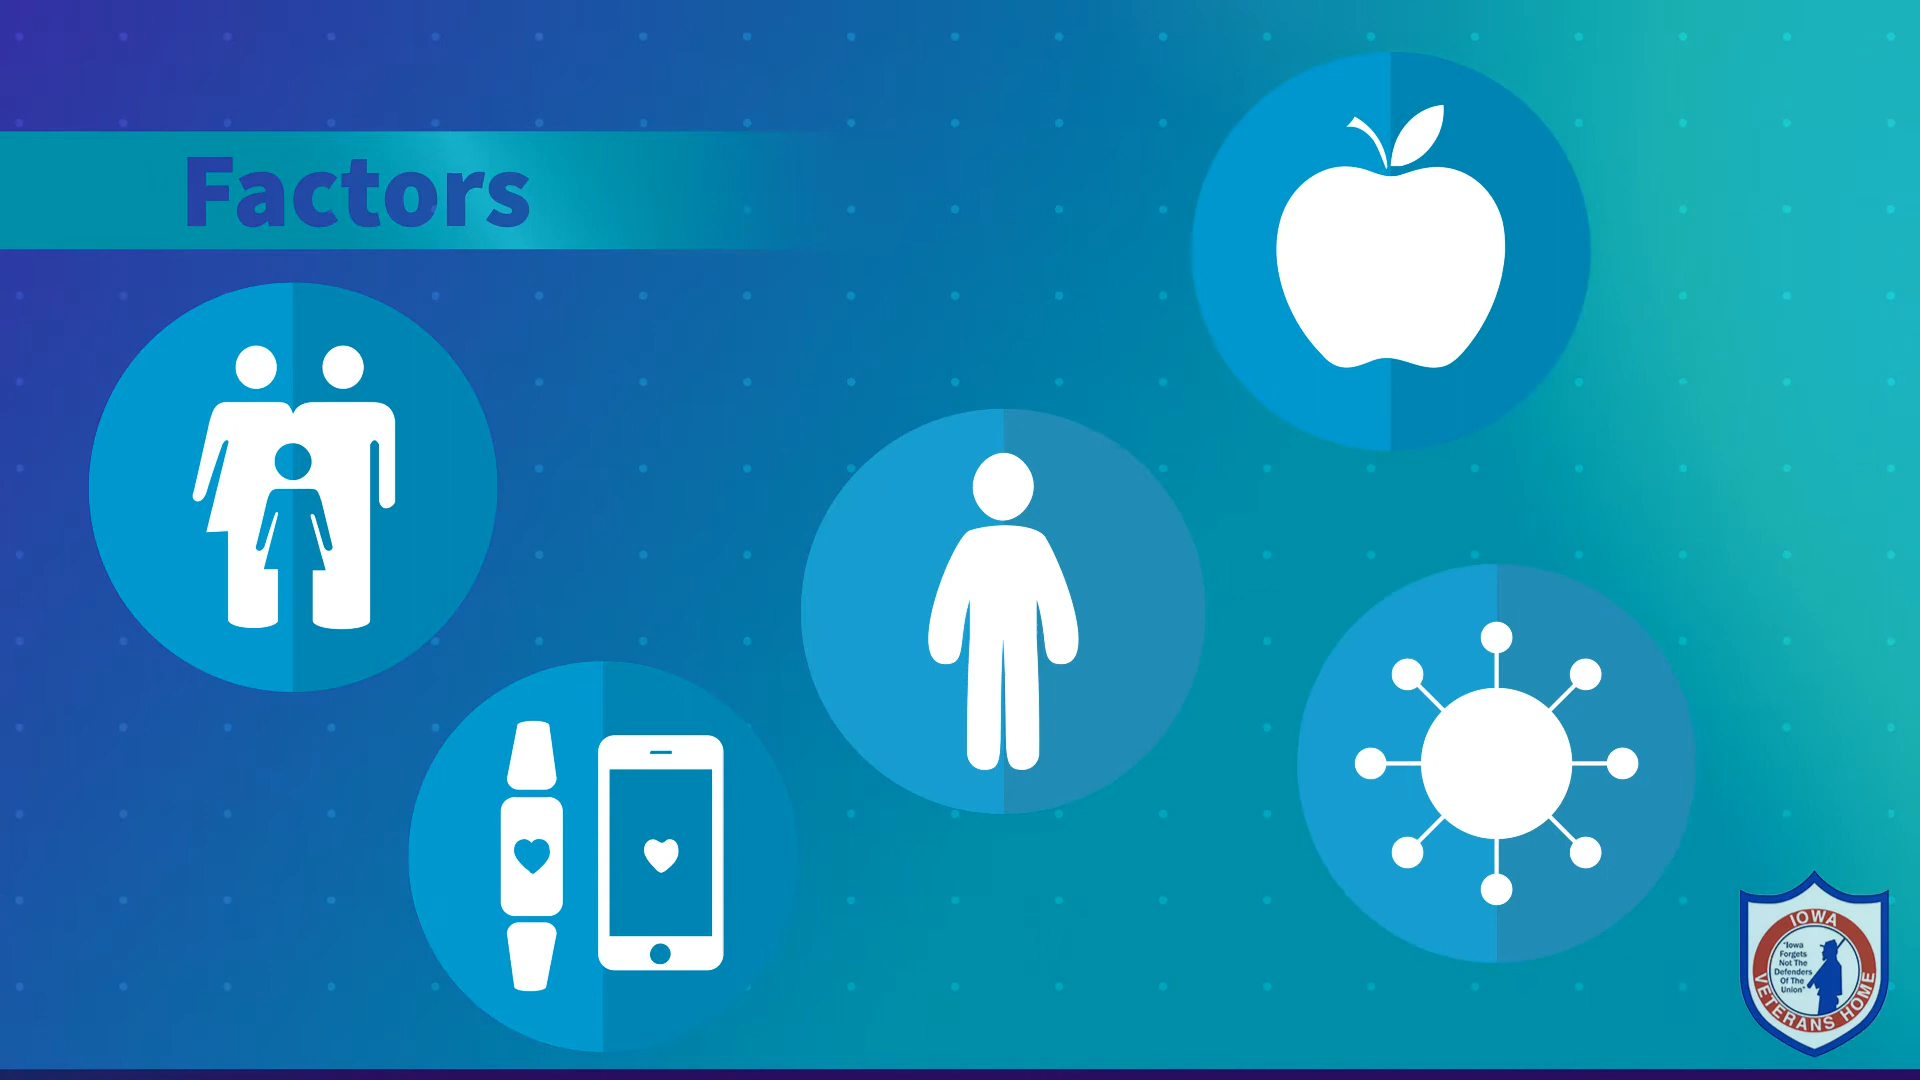 Factors
IOWA
"Iowa
Forgets
Not The
Defenders
Of The
Union"
VETERANS HOME